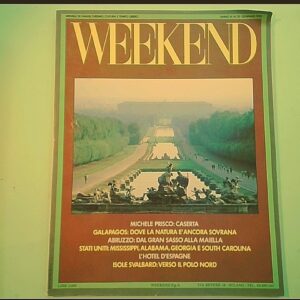 WEEKEND
MICHELE PRISCO: CASERTA
GALAPAGOS: DOVE LA NATURA È ANCORA SOVRANA
ABRUZZO: DAL GRAN SASSO ALLA MAIELLA
STATI UNITI: MISSISSIPPI, ALABAMA, GEORGIA E SOUTH CAROLINA
L'HOTEL D'ESPAGNE
ISOLE SVALBARD: VERSO IL POLO NORD